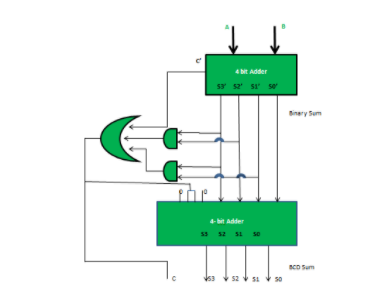 A B
C'
4 bit Adder
S3' S2' S1' S0'
Binary Sum
0 0
4- bit Adder
S3 S2 S1 S0
BCD Sum
C S3 S2 S1 S0